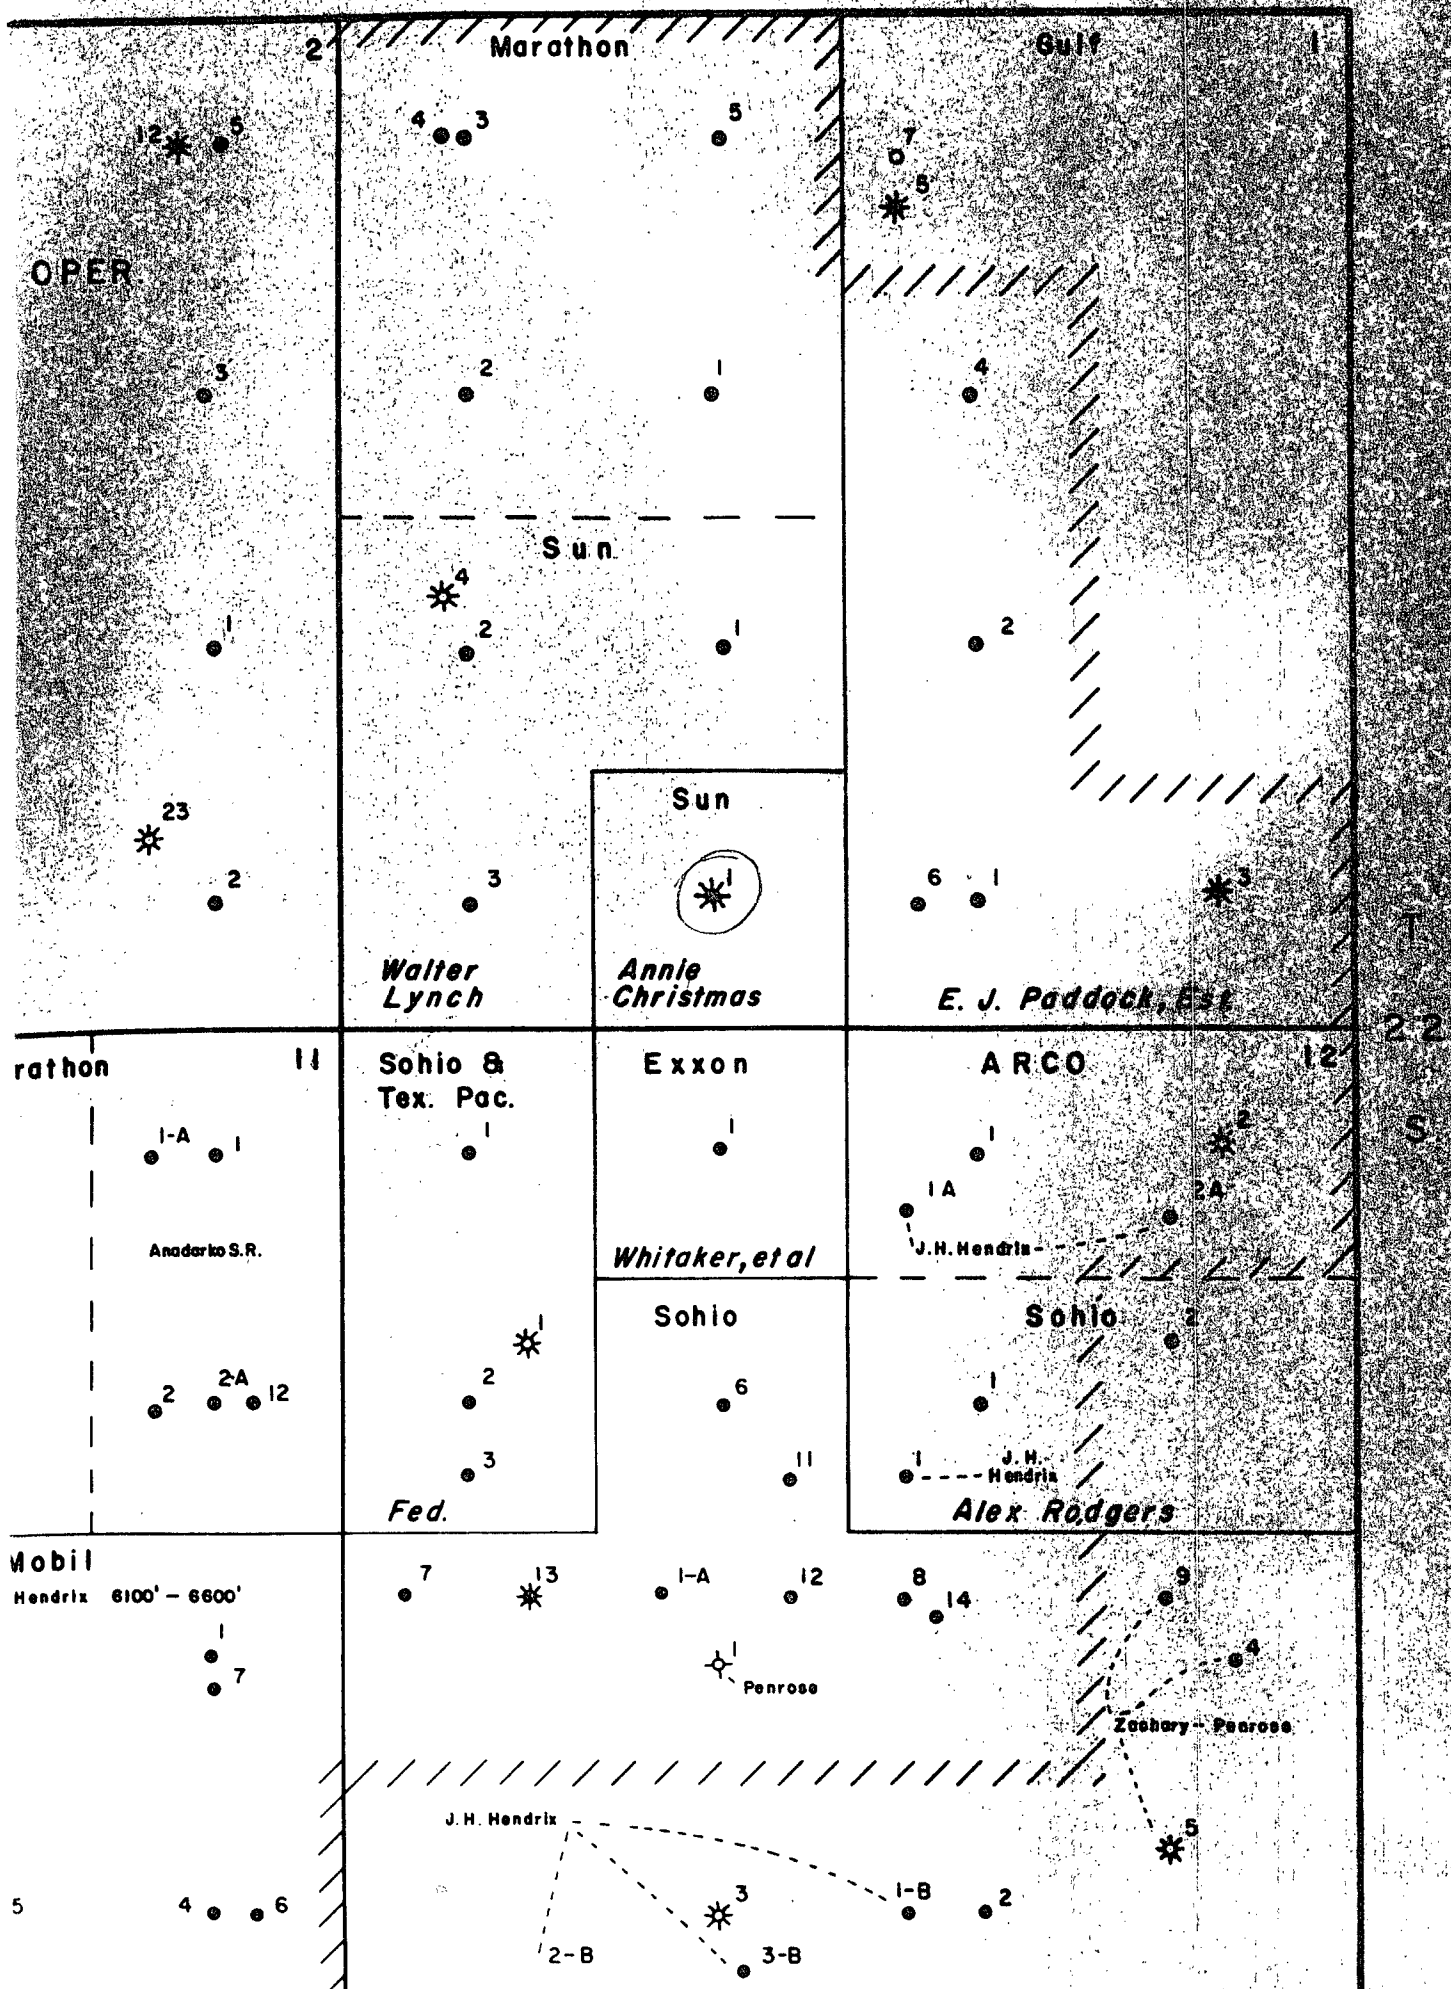 2
Marathon
Gulf
1
12
5
4
3
5
7
5
OPER.
3
2
1
4
Sun
4
1
2
1
2
Sun
23
2
3
1
6
1
3
T
Walter
Lynch
Annie
Christmas
E. J. Paddock, Est
22
rathon
11
Sohio &
Tex. Pac.
Exxon
ARCO
12
S
1-A
1
1
1
1
2
1A
2A
Anadarko S.R.
Whitaker, et al
J.H. Hendrix
Sohio
Sohio
2
1
2
2-A
12
2
6
1
3
11
1
J. H.
Hendrix
Fed.
Alex Rodgers
Mobil
Hendrix 6100' - 6600'
7
13
1-A
12
8
14
9
1
7
1
Penrose
4
Zachary - Penrose
J. H. Hendrix
5
5
4
6
3
1-B
2
2-B
3-B